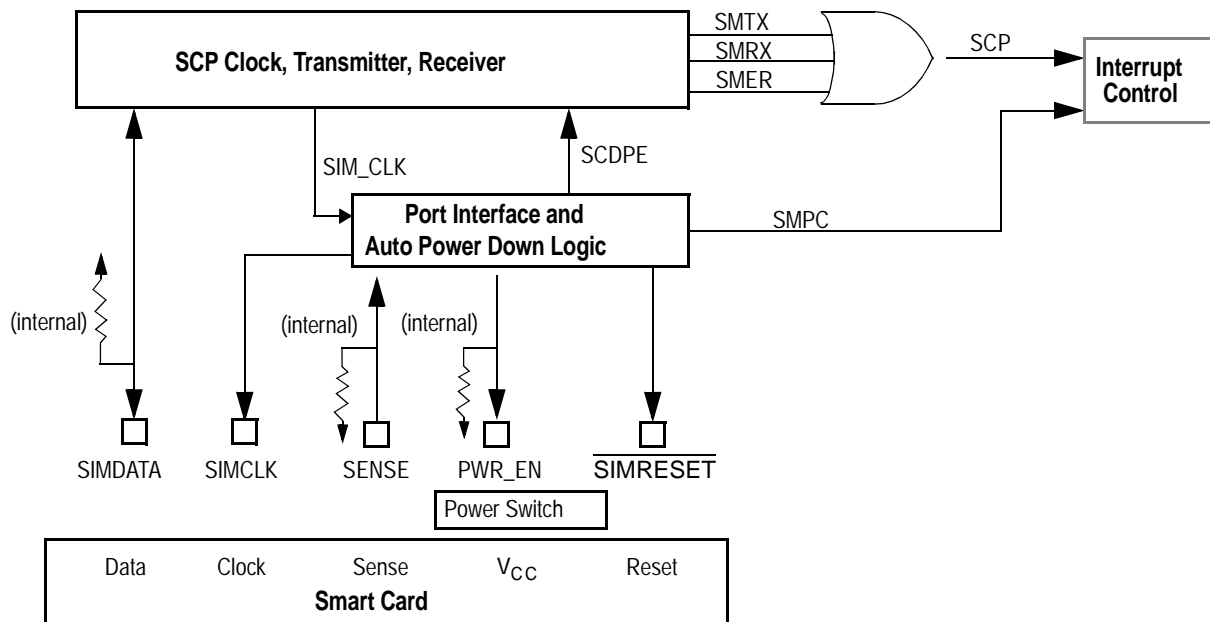 SMTX
SCP Clock, Transmitter, Receiver
SMRX
SCP
SMER
Interrupt
Control
SIM_CLK
SCDPE
Port Interface and
Auto Power Down Logic
SMPC
(internal)
(internal)
(internal)
SIMDATA
SIMCLK
SENSE
PWR_EN
SIMRESET
Power Switch
Data
Clock
Sense
VCC
Reset
Smart Card